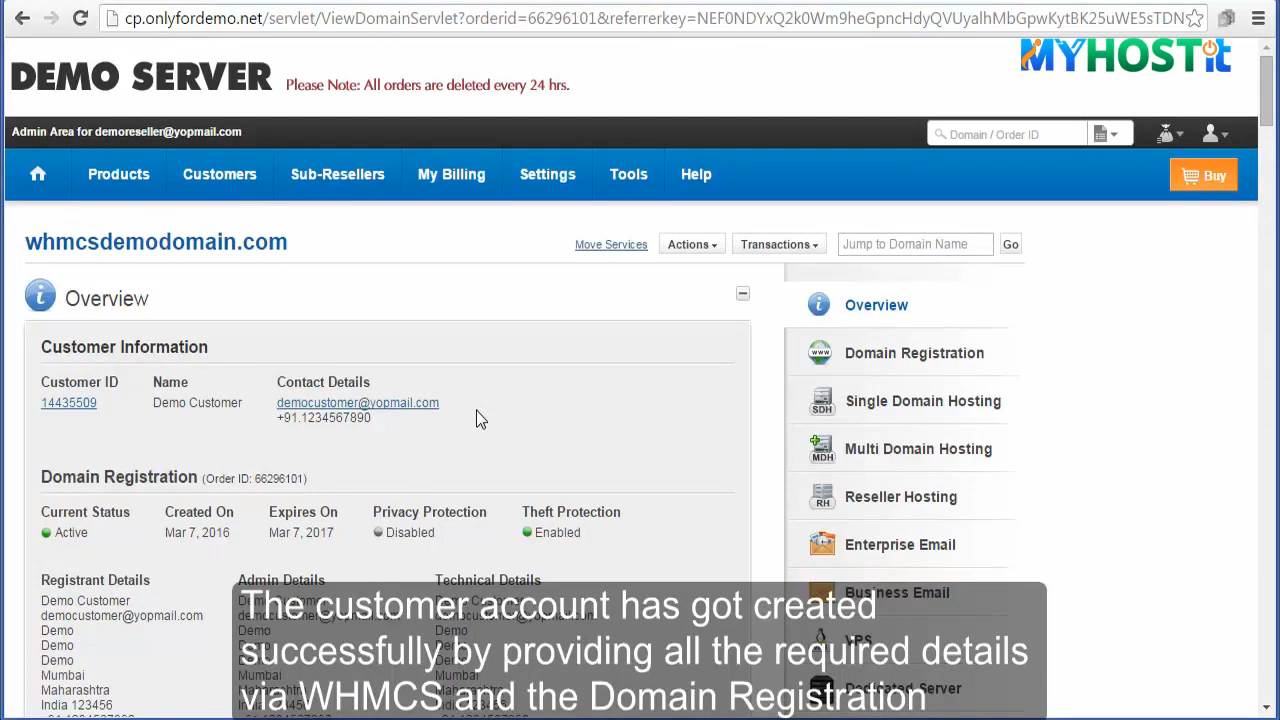 cp.onlyfordemo.net/servlet/ViewDomainServlet?orderid=66296101&referrerkey=NEF0NDYxQ2k0Wm9heGpncHdyQVUyalhMbGpwKytBK25uWE5sTDN
MYHOSTit
DEMO SERVER Please Note: All orders are deleted every 24 hrs.
Admin Area for demoreseller@yopmail.com Domain / Order ID
Products Customers Sub-Resellers My Billing Settings Tools Help Buy
whmcsdemodomain.com Move Services Actions Transactions Jump to Domain Name Go
Overview
Customer Information
Customer ID Name Contact Details
14435509 Demo Customer democustomer@yopmail.com
+91.1234567890
Domain Registration (Order ID: 66296101)
Current Status Created On Expires On Privacy Protection Theft Protection
Active Mar 7, 2016 Mar 7, 2017 Disabled Enabled
Registrant Details Admin Details Technical Details
Demo Customer
democustomer@yopmail.com
Demo
Demo
Demo
Mumbai
Maharashtra
India 123456
Overview
Domain Registration
SDH Single Domain Hosting
MDH Multi Domain Hosting
RH Reseller Hosting
Enterprise Email
Business Email
VPS
Dedicated Server
The customer account has got created
successfully by providing all the required details
via WHMCS and the Domain Registration